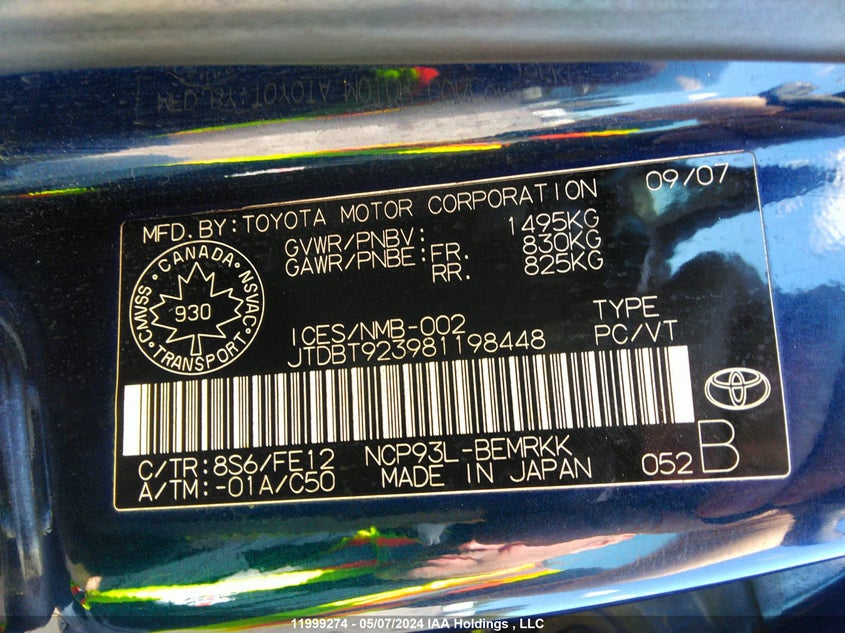 MFD.BY:TOYOTA MOTOR CORPORATION 09/07
GVWR/PNBV: 1495KG
GAWR/PNBE: FR. 830KG
RR. 825KG
CANADA
CMVSS • NSVAC
930
TRANSPORT
ICES/NMB-002 TYPE
JTDBT923981198448 PC/VT
C/TR:8S6/FE12 NCP93L-BEMRKK
A/TM:-01A/C50 MADE IN JAPAN 052 B
11999274 - 05/07/2024 IAA Holdings , LLC